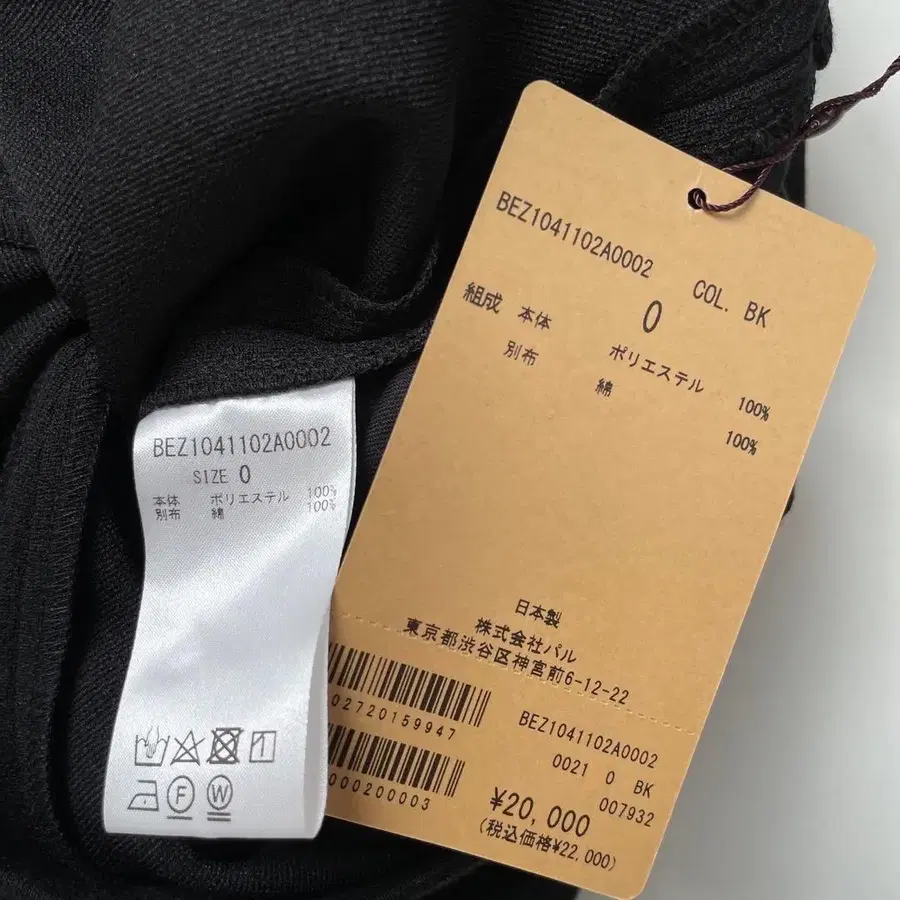 BEZ1041102A0002
SIZE 0
本体 ポリエステル 100%
別布 綿 100%
F W
BEZ1041102A0002
COL. BK
0
組成 本体 ポリエステル 100%
別布 綿 100%
日本製
株式会社パル
東京都渋谷区神宮前6-12-22
02720159947
000200003
BEZ1041102A0002
0021 0 BK
007932
¥20,000
(税込価格¥22,000)